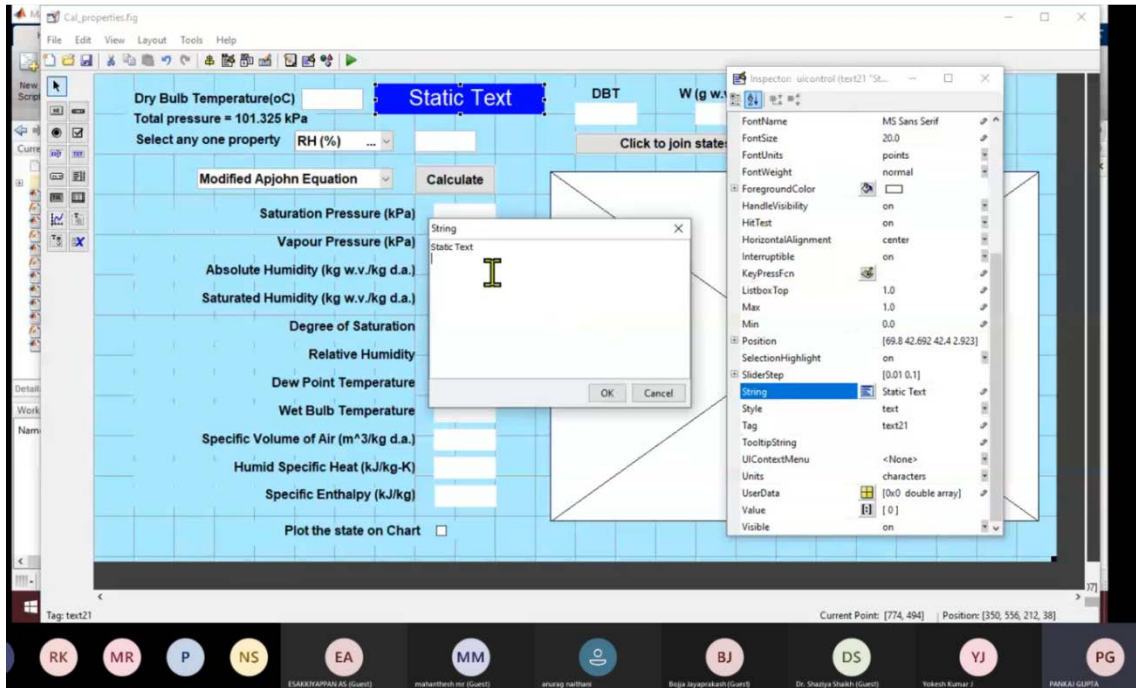 Cal_properties.fig
File Edit View Layout Tools Help
New
Script
Curre
Detail
Work
Nam
Dry Bulb Temperature(oC)
Static Text
DBT
W (g w.
Total pressure = 101.325 kPa
Select any one property RH (%) ...
Click to join state
Modified Apjohn Equation
Calculate
Saturation Pressure (kPa)
Vapour Pressure (kPa)
Absolute Humidity (kg w.v./kg d.a.)
Saturated Humidity (kg w.v./kg d.a.)
Degree of Saturation
Relative Humidity
Dew Point Temperature
Wet Bulb Temperature
Specific Volume of Air (m^3/kg d.a.)
Humid Specific Heat (kJ/kg-K)
Specific Enthalpy (kJ/kg)
Plot the state on Chart
String
Static Text
OK Cancel
Inspector: uicontrol (text21 "St...
FontName MS Sans Serif
FontSize 20.0
FontUnits points
FontWeight normal
ForegroundColor
HandleVisibility on
HitTest on
HorizontalAlignment center
Interruptible on
KeyPressFcn
ListboxTop 1.0
Max 1.0
Min 0.0
Position [69.8 42.692 42.4 2.923]
SelectionHighlight on
SliderStep [0.01 0.1]
String Static Text
Style text
Tag text21
TooltipString
UIContextMenu <None>
Units characters
UserData [0x0 double array]
Value [0]
Visible on
Tag: text21
Current Point: [774, 494] Position: [350, 556, 212, 38]
RK MR P NS EA MM BJ DS YJ PG
ESAKKIYAPPAN AS (Guest) mahanthesh mr (Guest) anurag naithani Bojja Jayaprakash (Guest) Dr. Shaziya Shaikh (Guest) Yokesh Kumar J PANKAJ GUPTA